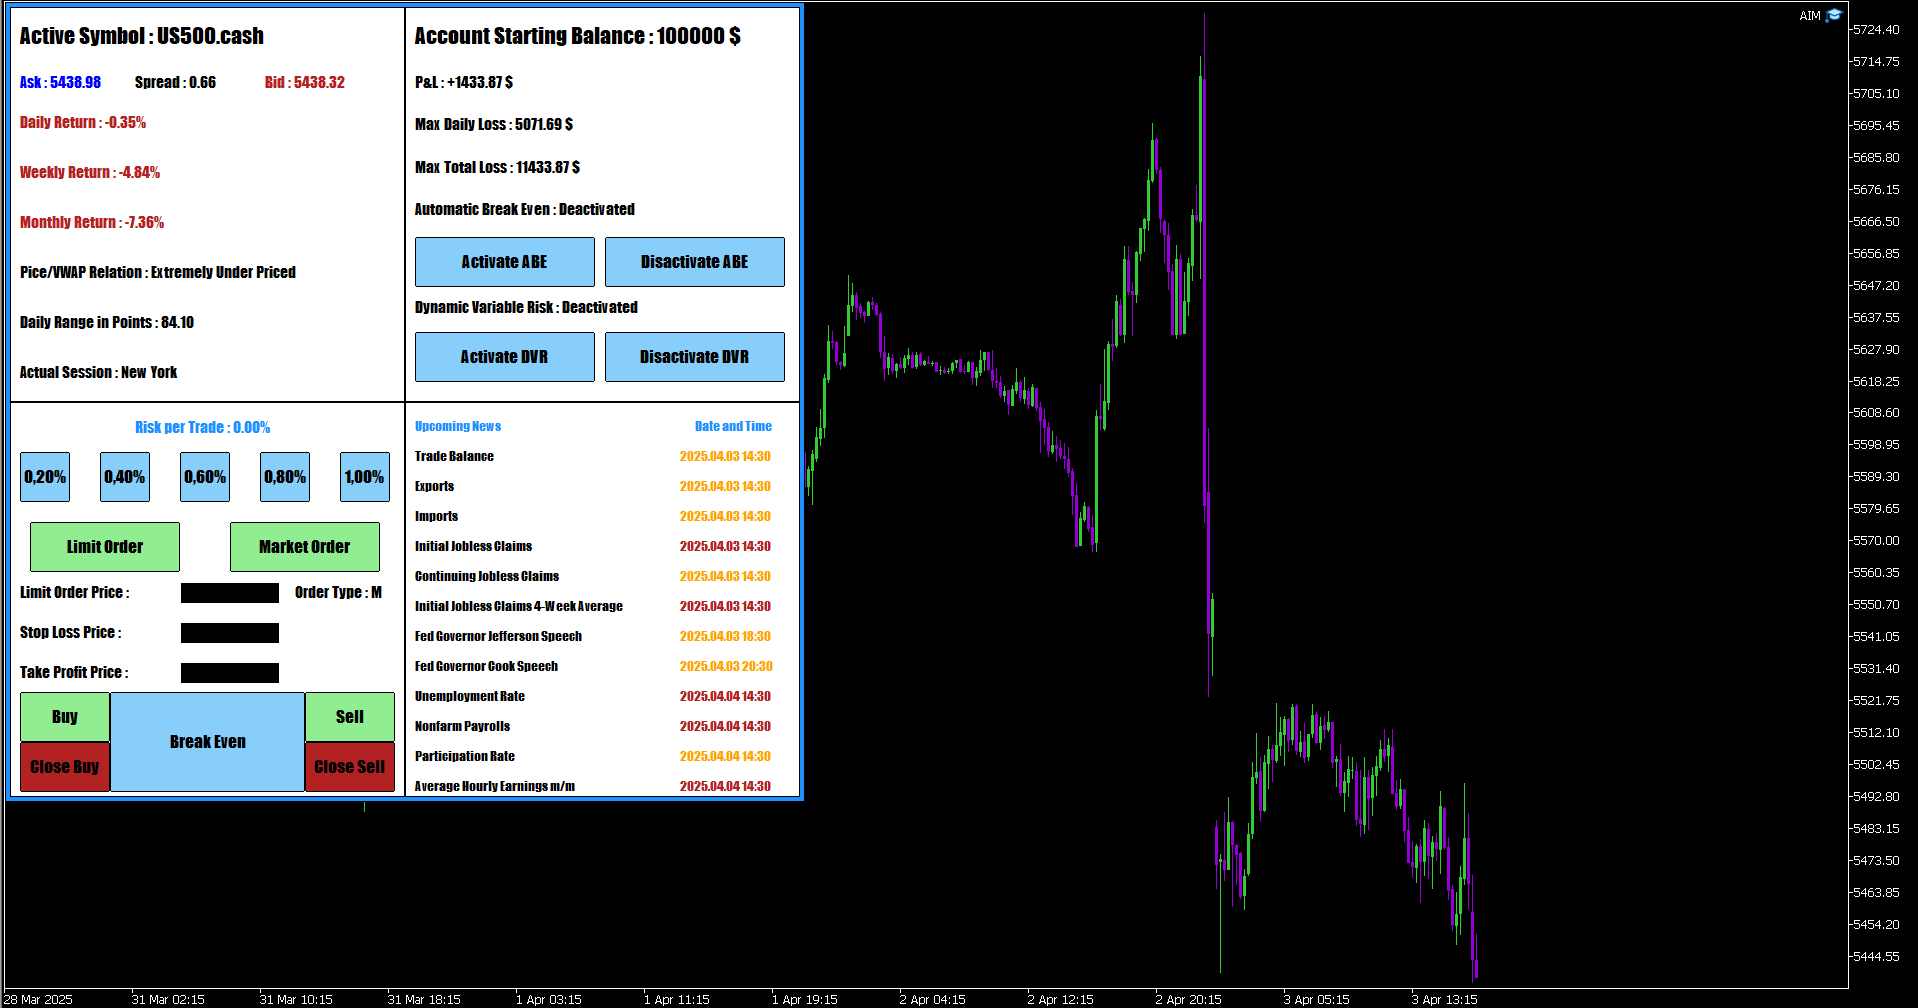 Active Symbol : US500.cash
Ask : 5438.98 Spread : 0.66 Bid : 5438.32
Daily Return : -0.35%
Weekly Return : -4.84%
Monthly Return : -7.36%
Pice/VWAP Relation : Extremely Under Priced
Daily Range in Points : 84.10
Actual Session : New York
Account Starting Balance : 100000 $
P&L : +1433.87 $
Max Daily Loss : 5071.69 $
Max Total Loss : 11433.87 $
Automatic Break Even : Deactivated
Activate ABE Disactivate ABE
Dynamic Variable Risk : Deactivated
Activate DVR Disactivate DVR
Risk per Trade : 0.00%
0,20% 0,40% 0,60% 0,80% 1,00%
Limit Order Market Order
Limit Order Price : Order Type : M
Stop Loss Price :
Take Profit Price :
Buy Break Even Sell
Close Buy Close Sell
Upcoming News Date and Time
Trade Balance 2025.04.03 14:30
Exports 2025.04.03 14:30
Imports 2025.04.03 14:30
Initial Jobless Claims 2025.04.03 14:30
Continuing Jobless Claims 2025.04.03 14:30
Initial Jobless Claims 4-Week Average 2025.04.03 14:30
Fed Governor Jefferson Speech 2025.04.03 18:30
Fed Governor Cook Speech 2025.04.03 20:30
Unemployment Rate 2025.04.04 14:30
Nonfarm Payrolls 2025.04.04 14:30
Participation Rate 2025.04.04 14:30
Average Hourly Earnings m/m 2025.04.04 14:30
AIM
5724.40
5714.75
5705.10
5695.45
5685.80
5676.15
5666.50
5656.85
5647.20
5637.55
5627.90
5618.25
5608.60
5598.95
5589.30
5579.65
5570.00
5560.35
5550.70
5541.05
5531.40
5521.75
5512.10
5502.45
5492.80
5483.15
5473.50
5463.85
5454.20
5444.55
28 Mar 2025 31 Mar 02:15 31 Mar 10:15 31 Mar 18:15 1 Apr 03:15 1 Apr 11:15 1 Apr 19:15 2 Apr 04:15 2 Apr 12:15 2 Apr 20:15 3 Apr 05:15 3 Apr 13:15